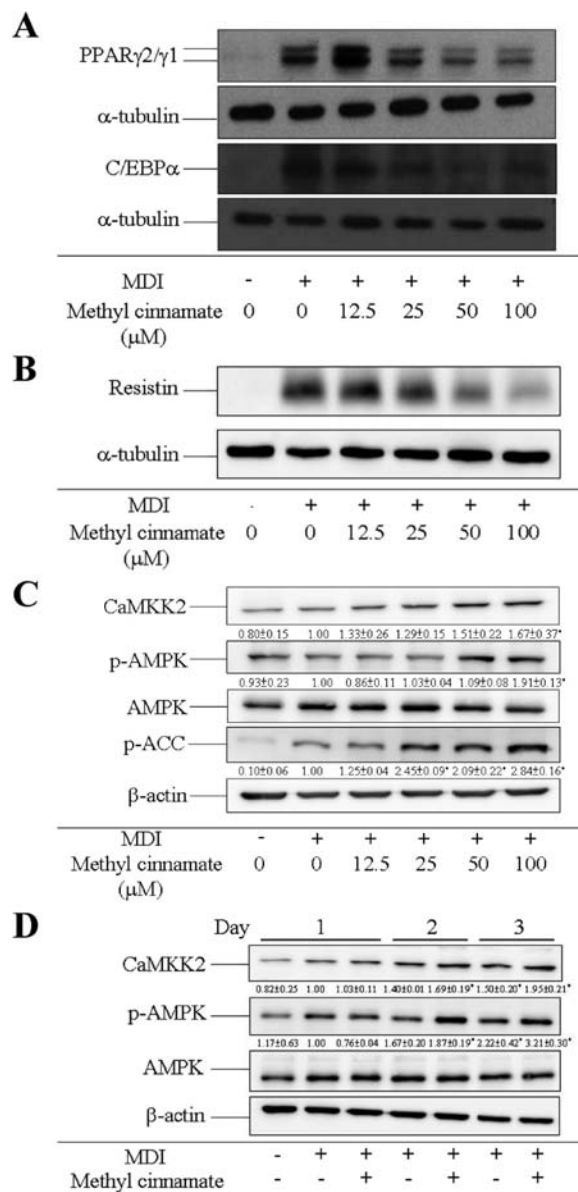 A
PPARγ2/γ1
α-tubulin
C/EBPα
α-tubulin
MDI - + + + + +
Methyl cinnamate 0 0 12.5 25 50 100
(μM)
B
Resistin
α-tubulin
MDI - + + + + +
Methyl cinnamate 0 0 12.5 25 50 100
(μM)
C
CaMKK2
0.80±0.15 1.00 1.33±0.26 1.29±0.15 1.51±0.22 1.67±0.37*
p-AMPK
0.93±0.23 1.00 0.86±0.11 1.03±0.04 1.09±0.08 1.91±0.13*
AMPK
p-ACC
0.10±0.06 1.00 1.25±0.04 2.45±0.09* 2.09±0.22* 2.84±0.16*
β-actin
MDI - + + + + +
Methyl cinnamate 0 0 12.5 25 50 100
(μM)
D
Day 1 2 3
CaMKK2
0.82±0.25 1.00 1.03±0.11 1.40±0.01 1.69±0.19* 1.50±0.20* 1.95±0.21*
p-AMPK
1.17±0.63 1.00 0.76±0.04 1.67±0.20 1.87±0.19* 2.22±0.42* 3.21±0.30*
AMPK
β-actin
MDI - + + + + + +
Methyl cinnamate - - + - + - +